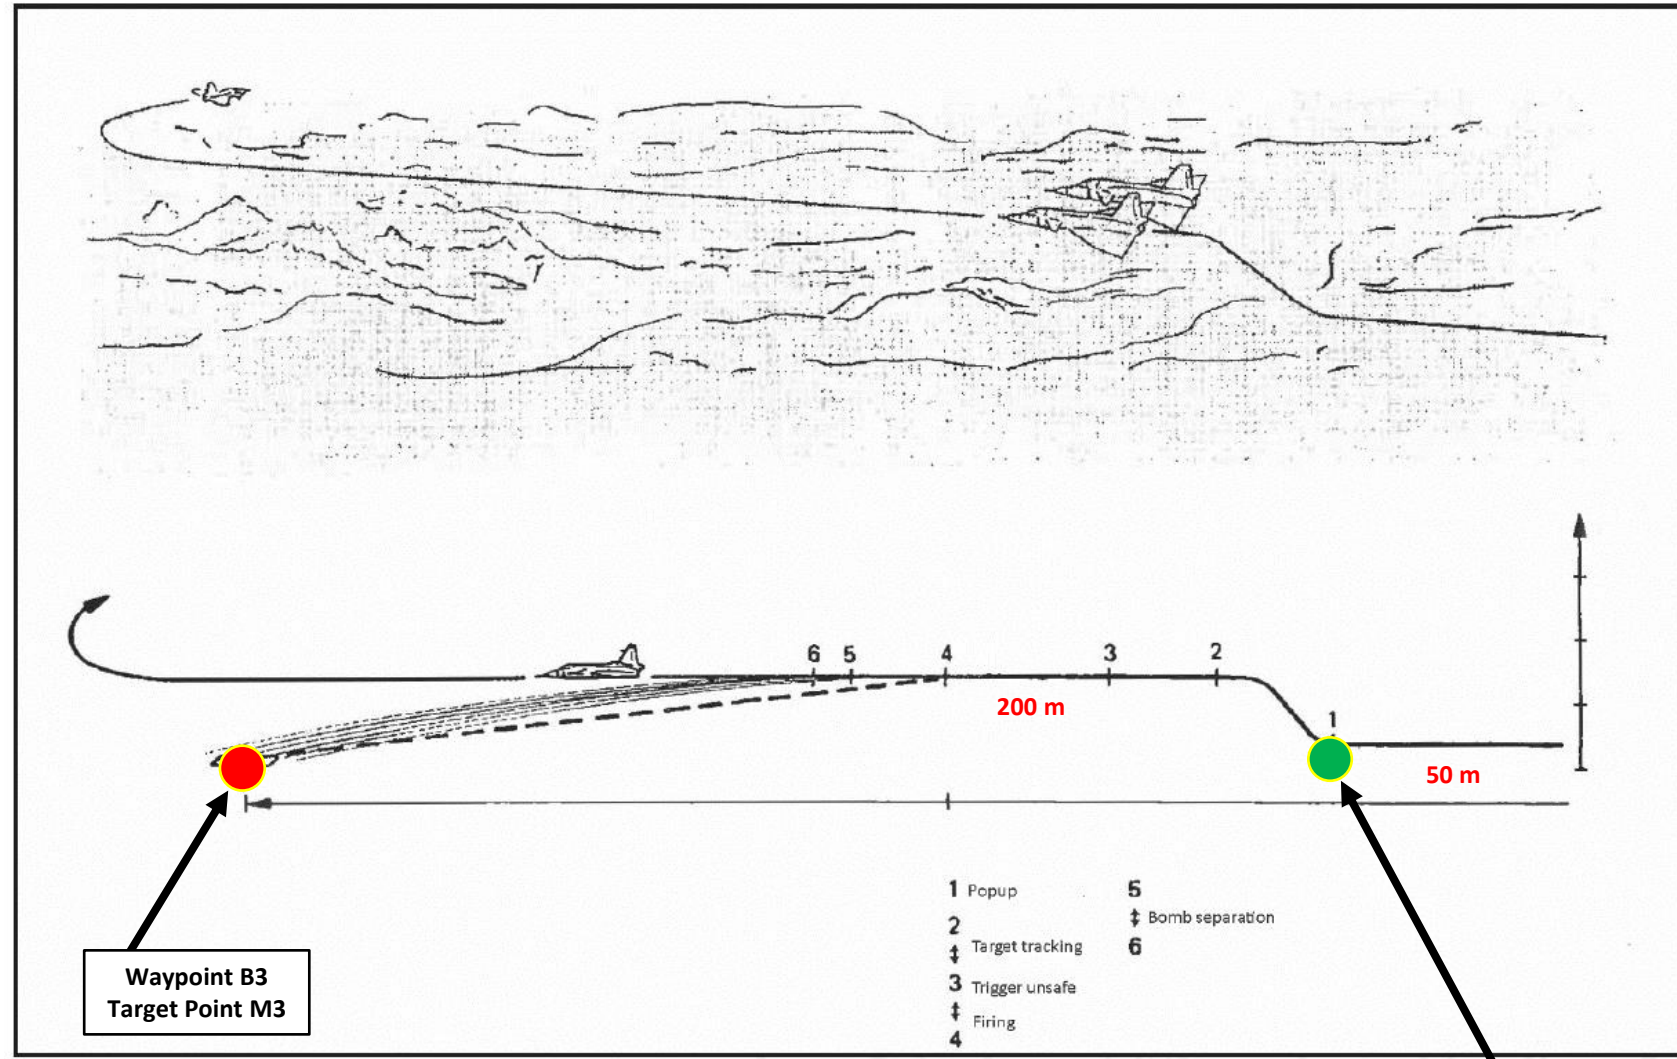 6 5 4 3 2
200 m
1
50 m
1 Popup
2
↕ Target tracking
3 Trigger unsafe
↕ Firing
4
5
↕ Bomb separation
6
Waypoint B3
Target Point M3